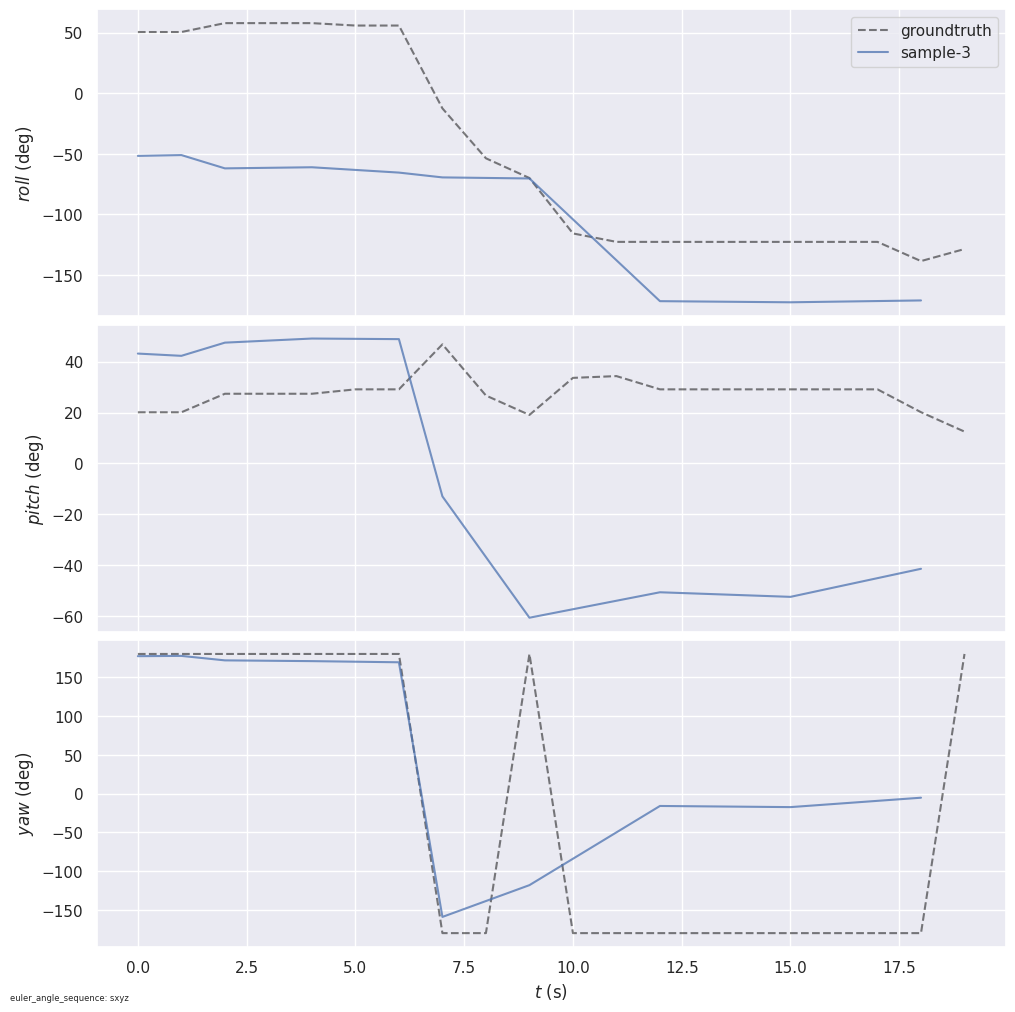 groundtruth
sample-3
roll (deg)
50
0
−50
−100
−150
pitch (deg)
40
20
0
−20
−40
−60
yaw (deg)
150
100
50
0
−50
−100
−150
0.0 2.5 5.0 7.5 10.0 12.5 15.0 17.5
t (s)
euler_angle_sequence: sxyz